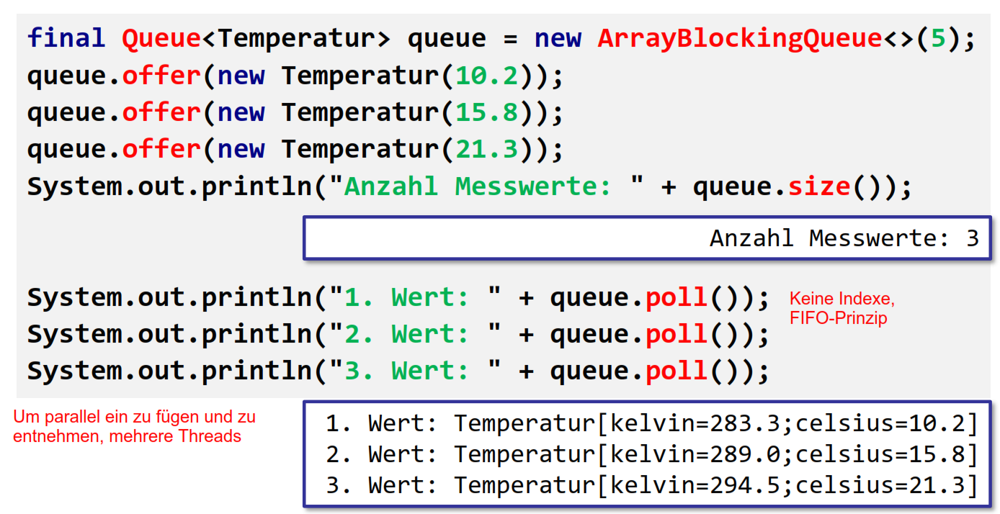 final Queue<Temperatur> queue = new ArrayBlockingQueue<>(5);
queue.offer(new Temperatur(10.2));
queue.offer(new Temperatur(15.8));
queue.offer(new Temperatur(21.3));
System.out.println("Anzahl Messwerte: " + queue.size());
Anzahl Messwerte: 3
System.out.println("1. Wert: " + queue.poll());
System.out.println("2. Wert: " + queue.poll());
System.out.println("3. Wert: " + queue.poll());
Keine Indexe,
FIFO-Prinzip
Um parallel ein zu fügen und zu
entnehmen, mehrere Threads
1. Wert: Temperatur[kelvin=283.3;celsius=10.2]
2. Wert: Temperatur[kelvin=289.0;celsius=15.8]
3. Wert: Temperatur[kelvin=294.5;celsius=21.3]